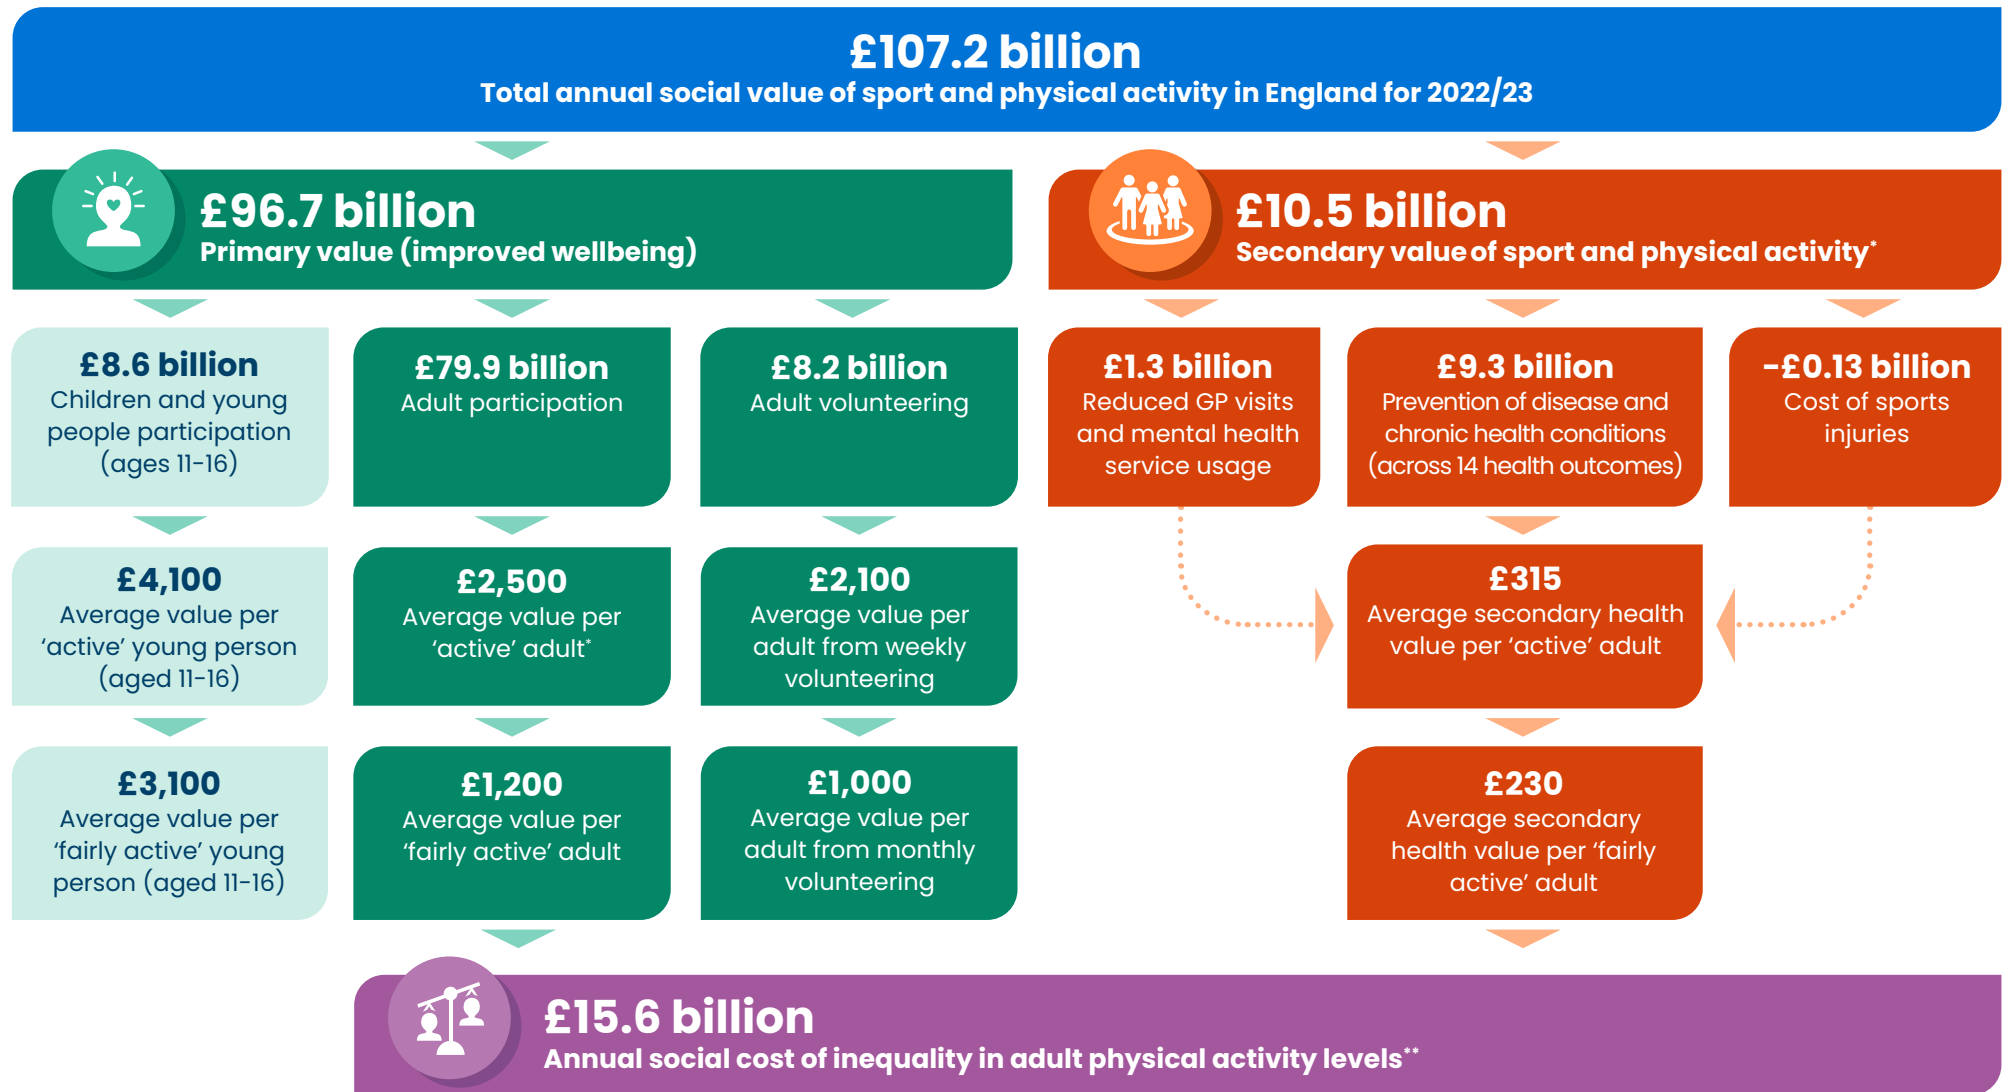 £107.2 billion
Total annual social value of sport and physical activity in England for 2022/23
£96.7 billion
Primary value (improved wellbeing)
£10.5 billion
Secondary value of sport and physical activity*
£8.6 billion
Children and young
people participation
(ages 11-16)
£79.9 billion
Adult participation
£8.2 billion
Adult volunteering
£1.3 billion
Reduced GP visits
and mental health
service usage
£9.3 billion
Prevention of disease and
chronic health conditions
(across 14 health outcomes)
-£0.13 billion
Cost of sports
injuries
£4,100
Average value per
‘active’ young person
(aged 11-16)
£2,500
Average value per
‘active’ adult*
£2,100
Average value per
adult from weekly
volunteering
£315
Average secondary health
value per ‘active’ adult
£3,100
Average value per
‘fairly active’ young
person (aged 11-16)
£1,200
Average value per
‘fairly active’ adult
£1,000
Average value per
adult from monthly
volunteering
£230
Average secondary
health value per ‘fairly
active’ adult
£15.6 billion
Annual social cost of inequality in adult physical activity levels**